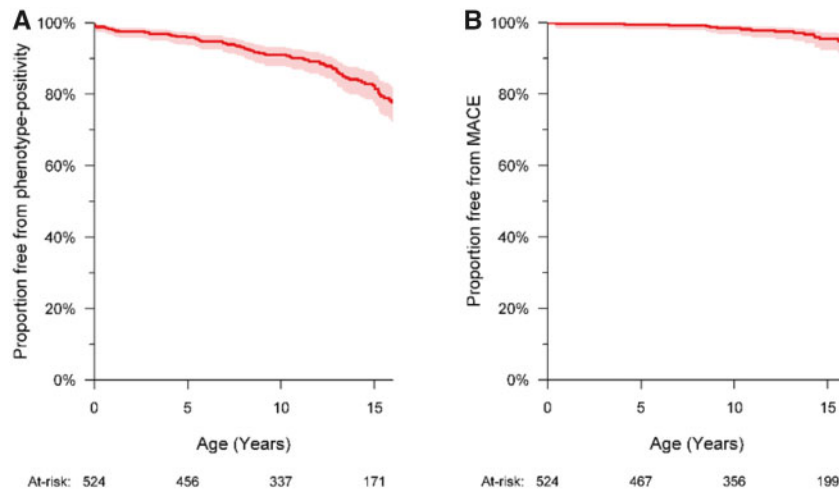 A
Proportion free from phenotype-positivity
100%
80%
60%
40%
20%
0%
0 5 10 15
Age (Years)
At-risk: 524 456 337 171
B
Proportion free from MACE
100%
80%
60%
40%
20%
0%
0 5 10 15
Age (Years)
At-risk: 524 467 356 199